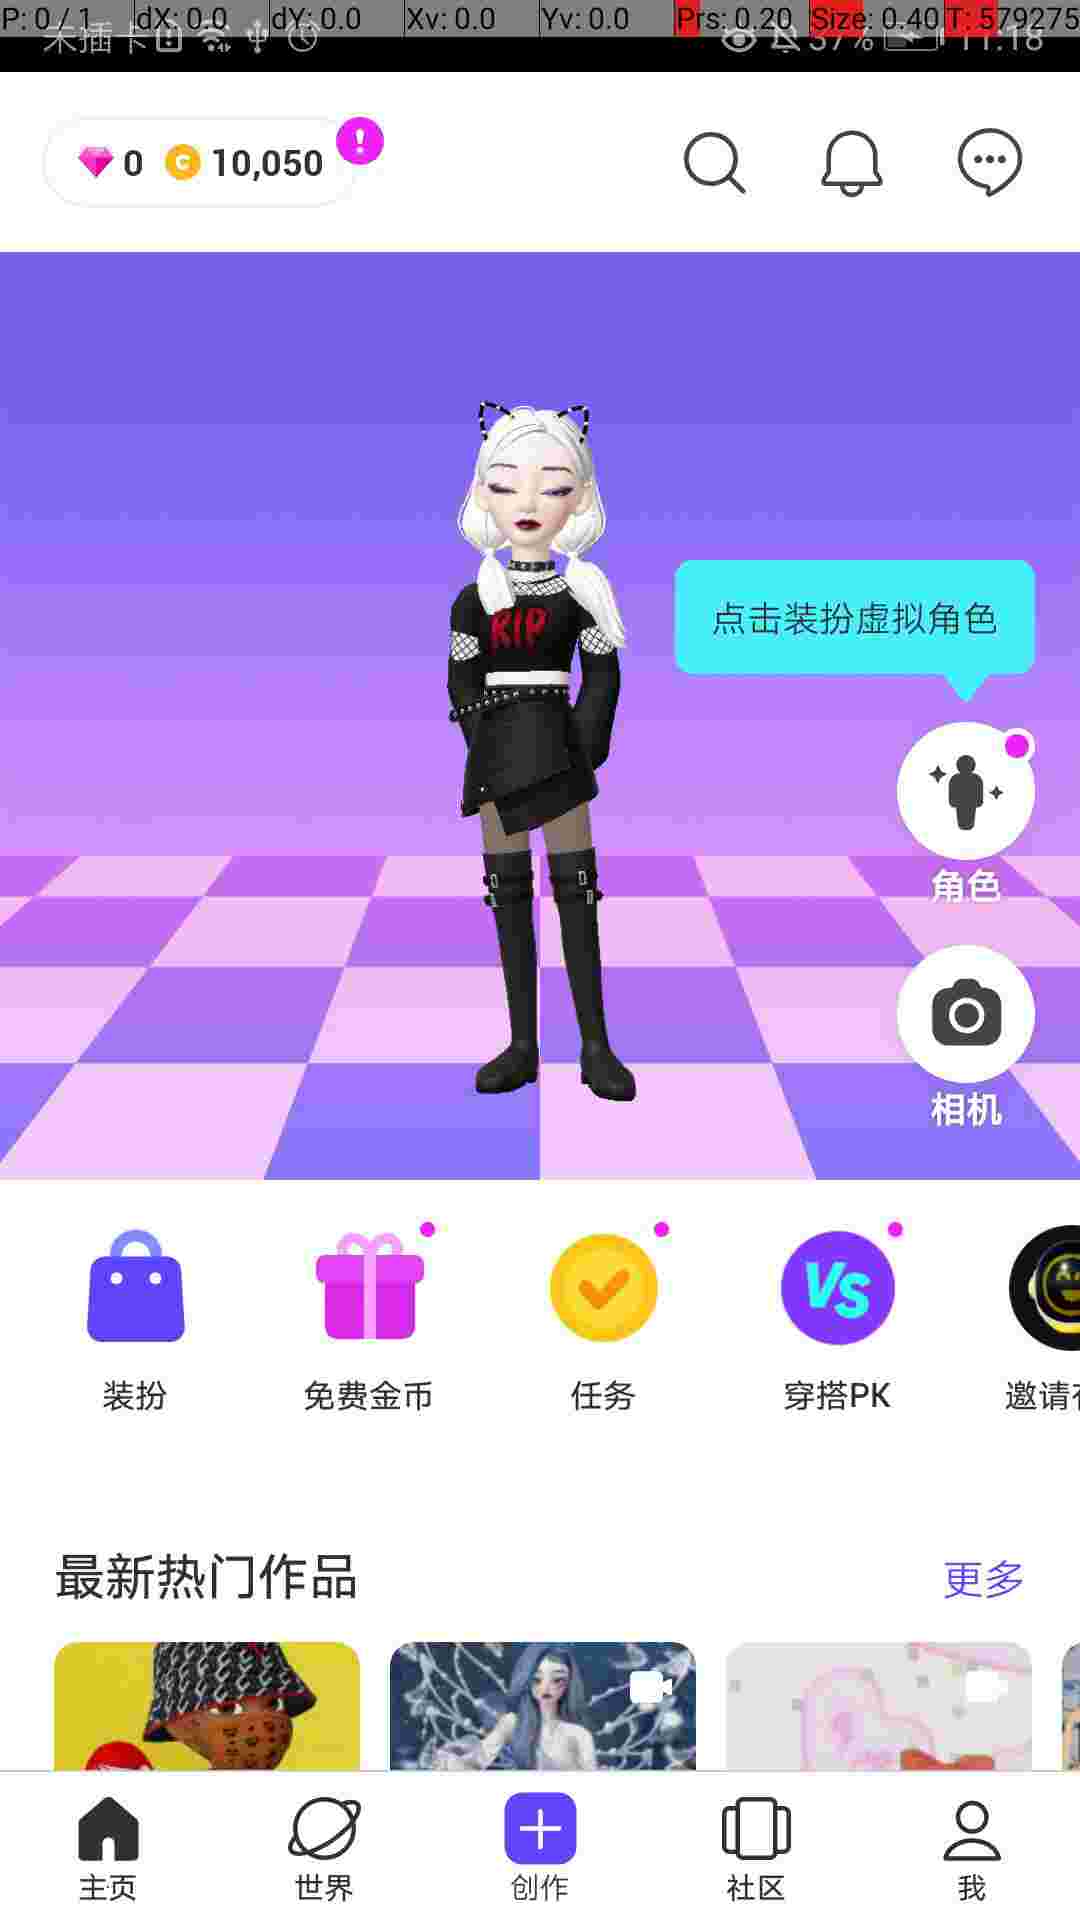 P: 0 / 1 dX: 0.0 dY: 0.0 Xv: 0.0 Yv: 0.0 Prs: 0.20 Size: 0.40 T: 579275
未插卡 37% 11:18
0 C 10,050 !
RIP
点击装扮虚拟角色
角色
相机
VS
装扮 免费金币 任务 穿搭PK 邀请
最新热门作品 更多
主页 世界 创作 社区 我